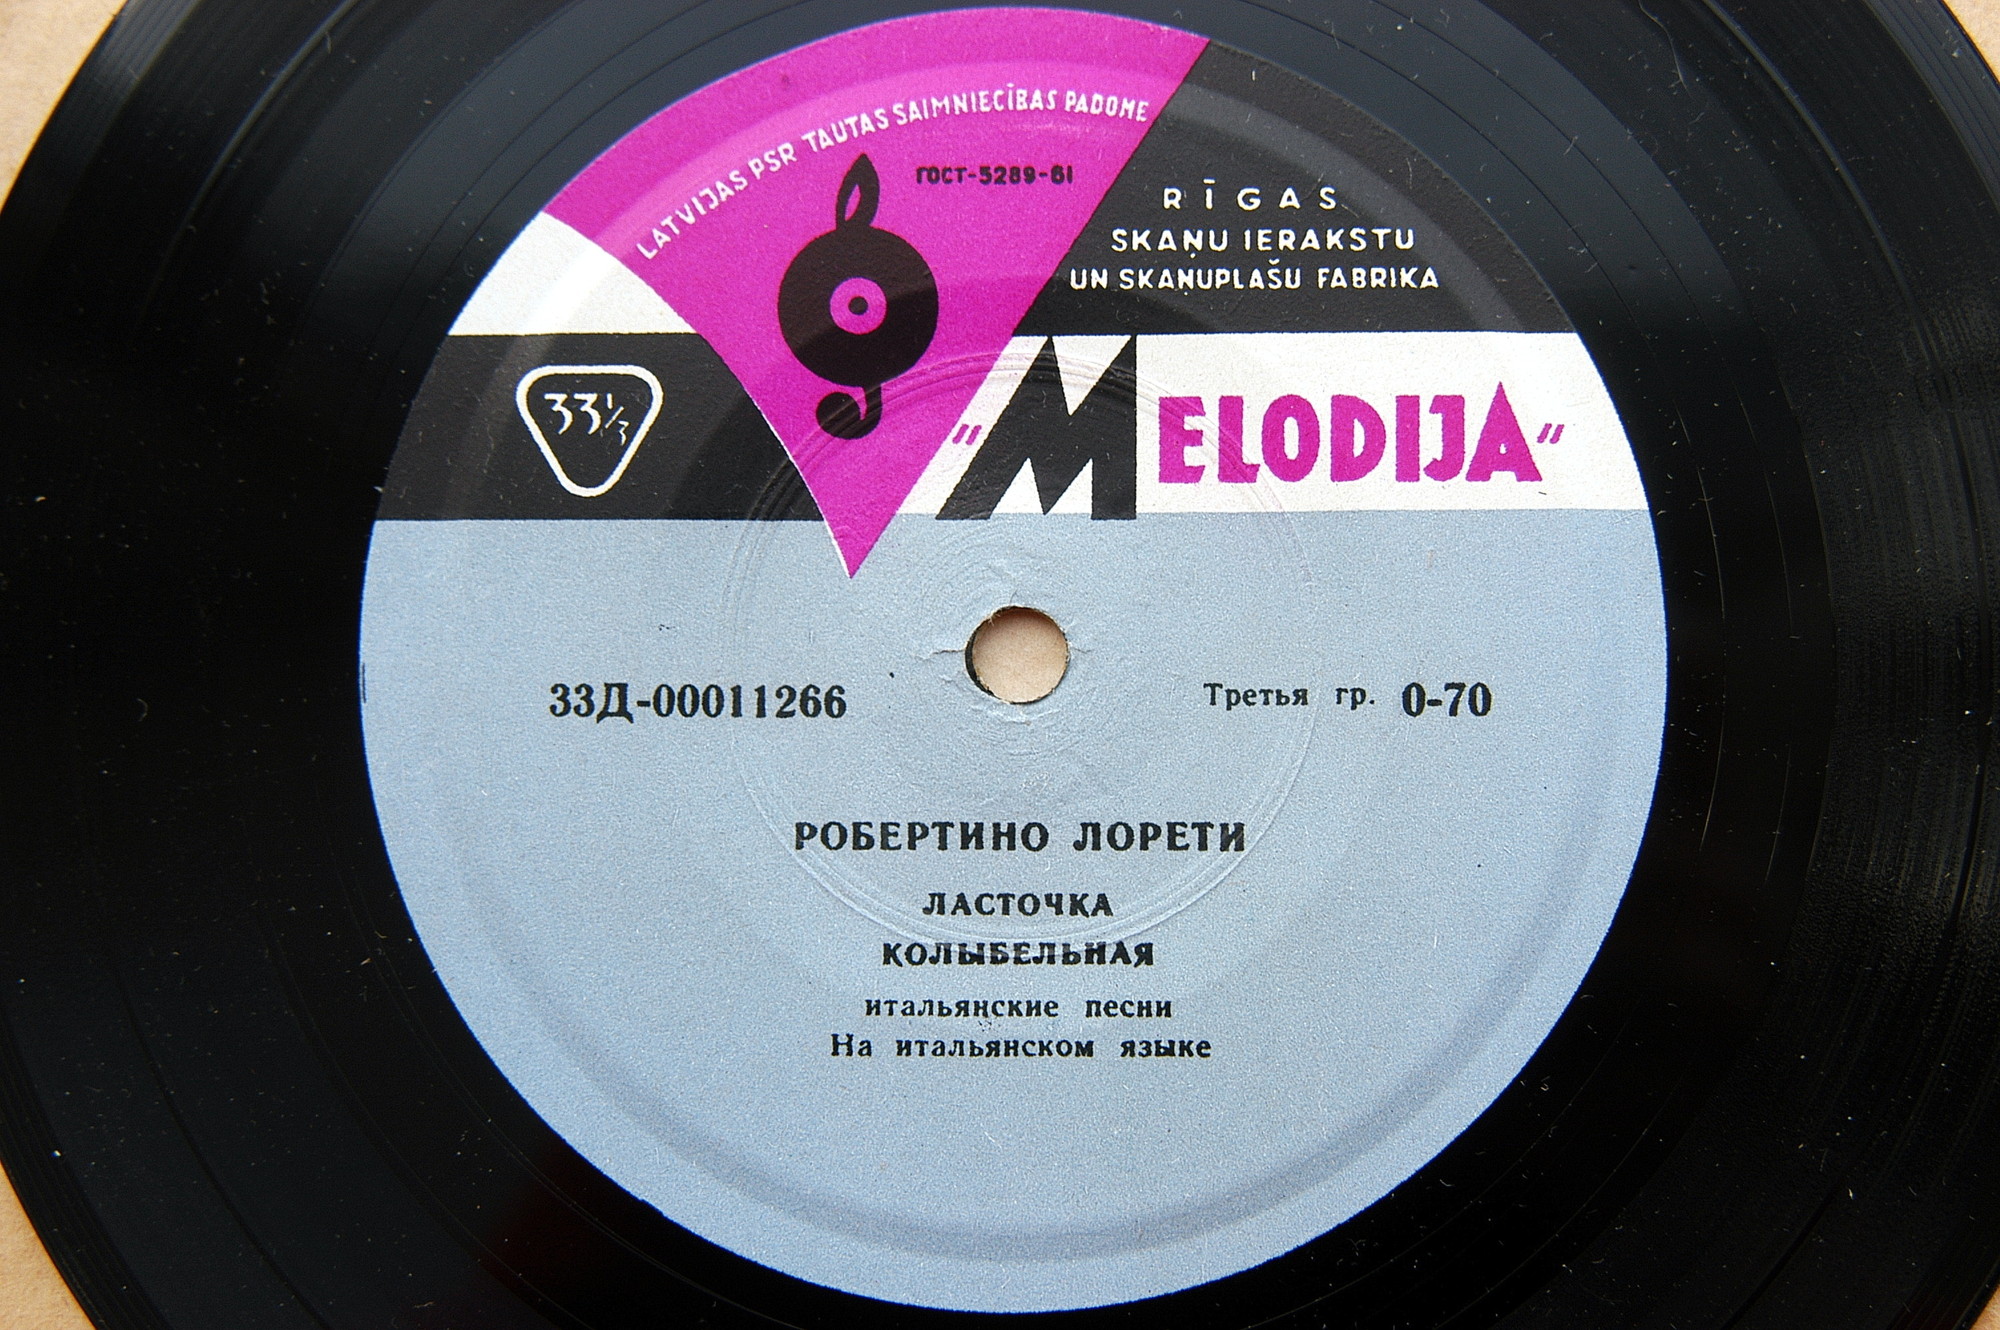 LATVIJAS PSR TAUTAS SAIMNIECĪBAS PADOME
ГОСТ-5289-61
RĪGAS
SKAŅU IERAKSTU
UN SKAŅUPLAŠU FABRIKA
33⅓
"MELODIJA"
33Д-00011266
Третья гр. 0-70
РОБЕРТИНО ЛОРЕТИ
ЛАСТОЧКА
КОЛЫБЕЛЬНАЯ
итальянские песни
На итальянском языке